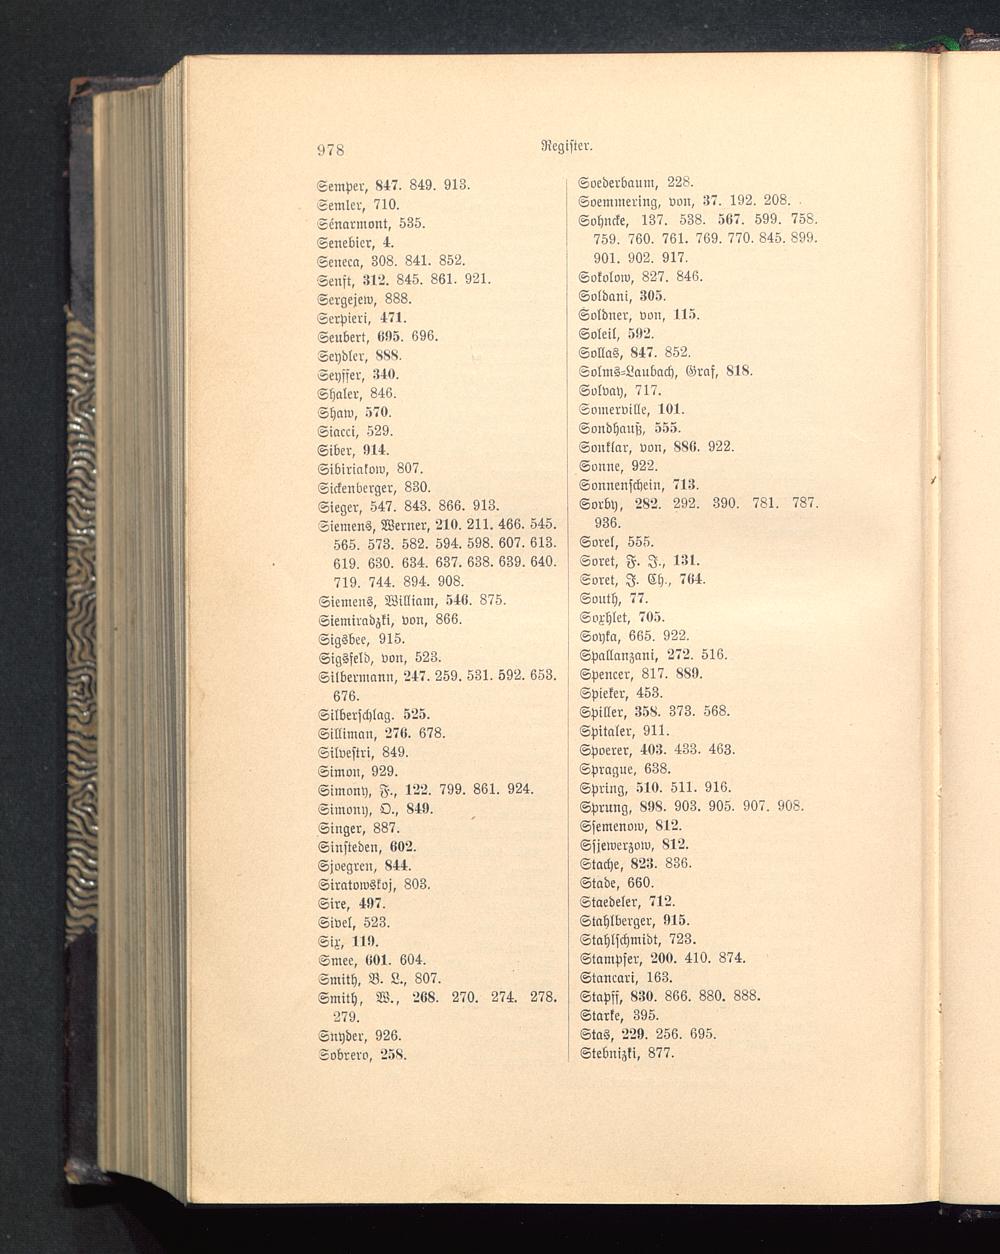 978
Register.
Semper, 847. 849. 913.
Semler, 710.
Sénarmont, 535.
Senebier, 4.
Seneca, 308. 841. 852.
Senft, 312. 845. 861. 921.
Sergejew, 888.
Serpieri, 471.
Seubert, 695. 696.
Seydler, 888.
Seyffer, 340.
Shaler, 846.
Shaw, 570.
Siacci, 529.
Siber, 914.
Sibiriakow, 807.
Sickenberger, 830.
Sieger, 547. 843. 866. 913.
Siemens, Werner, 210. 211. 466. 545.
565. 573. 582. 594. 598. 607. 613.
619. 630. 634. 637. 638. 639. 640.
719. 744. 894. 908.
Siemens, William, 546. 875.
Siemiradzki, von, 866.
Sigsbee, 915.
Sigsfeld, von, 523.
Silbermann, 247. 259. 531. 592. 653.
676.
Silberschlag. 525.
Silliman, 276. 678.
Silvestri, 849.
Simon, 929.
Simony, F., 122. 799. 861. 924.
Simony, O., 849.
Singer, 887.
Sinsteden, 602.
Sjoegren, 844.
Siratowskoj, 803.
Sire, 497.
Sivel, 523.
Six, 119.
Smee, 601. 604.
Smith, B. L., 807.
Smith, W., 268. 270. 274. 278.
279.
Snyder, 926.
Sobrero, 258.
Soederbaum, 228.
Soemmering, von, 37. 192. 208.
Sohncke, 137. 538. 567. 599. 758.
759. 760. 761. 769. 770. 845. 899.
901. 902. 917.
Sokolow, 827. 846.
Soldani, 305.
Soldner, von, 115.
Soleil, 592.
Sollas, 847. 852.
Solms-Laubach, Graf, 818.
Solvay, 717.
Somerville, 101.
Sondhauß, 555.
Sonklar, von, 886. 922.
Sonne, 922.
Sonnenschein, 713.
Sorby, 282. 292. 390. 781. 787.
936.
Sorel, 555.
Soret, F. J., 131.
Soret, J. Ch., 764.
South, 77.
Soxhlet, 705.
Soyka, 665. 922.
Spallanzani, 272. 516.
Spencer, 817. 889.
Spieker, 453.
Spiller, 358. 373. 568.
Spitaler, 911.
Spoerer, 403. 433. 463.
Sprague, 638.
Spring, 510. 511. 916.
Sprung, 898. 903. 905. 907. 908.
Ssemenow, 812.
Ssjewerzow, 812.
Stache, 823. 836.
Stade, 660.
Staedeler, 712.
Stahlberger, 915.
Stahlschmidt, 723.
Stampfer, 200. 410. 874.
Stancari, 163.
Stapff, 830. 866. 880. 888.
Starke, 395.
Stas, 229. 256. 695.
Stebnizki, 877.